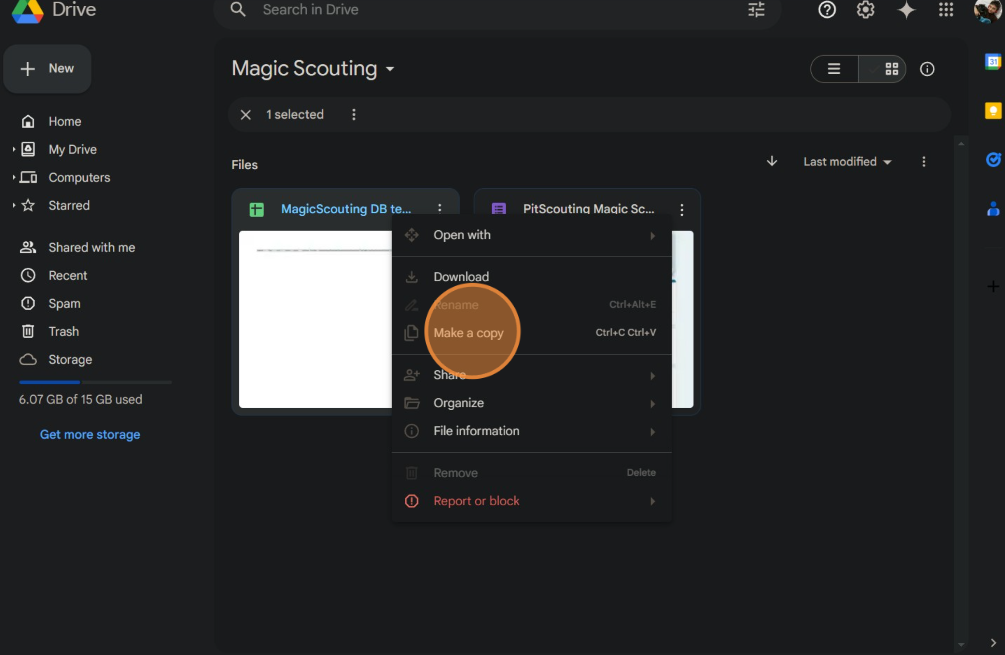 Drive
Search in Drive
New
Magic Scouting
1 selected
Home
My Drive
Computers
Starred
Shared with me
Recent
Spam
Trash
Storage
6.07 GB of 15 GB used
Get more storage
Files
Last modified
MagicScouting DB te...
PitScouting Magic Sc...
Open with
Download
Rename Ctrl+Alt+E
Make a copy Ctrl+C Ctrl+V
Share
Organize
File information
Remove Delete
Report or block
31